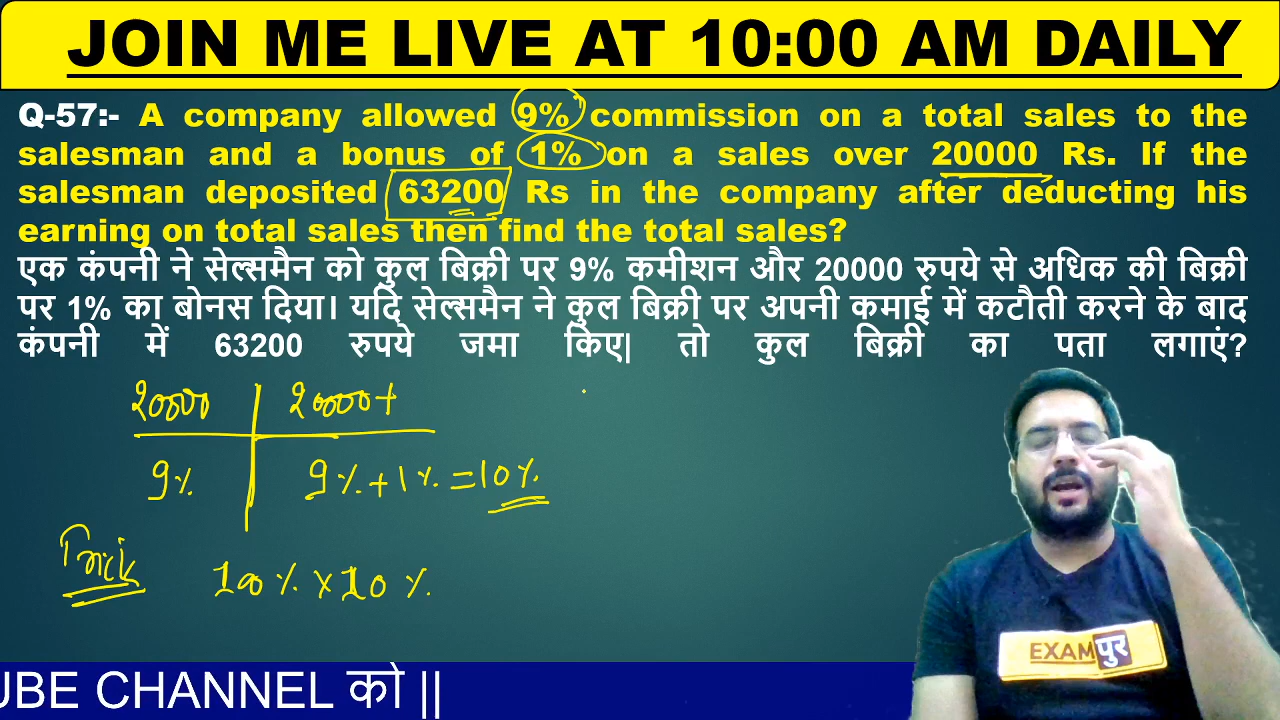 JOIN ME LIVE AT 10:00 AM DAILY
Q-57:- A company allowed 9% commission on a total sales to the
salesman and a bonus of 1% on a sales over 20000 Rs. If the
salesman deposited 63200 Rs in the company after deducting his
earning on total sales then find the total sales?
एक कंपनी ने सेल्समैन को कुल बिक्री पर 9% कमीशन और 20000 रुपये से अधिक की बिक्री
पर 1% का बोनस दिया। यदि सेल्समैन ने कुल बिक्री पर अपनी कमाई में कटौती करने के बाद
कंपनी में 63200 रुपये जमा किए| तो कुल बिक्री का पता लगाएं?
20000 20000+
9% 9%+1%=10%
Trick 100%×10%
EXAMपुर
UBE CHANNEL को ||